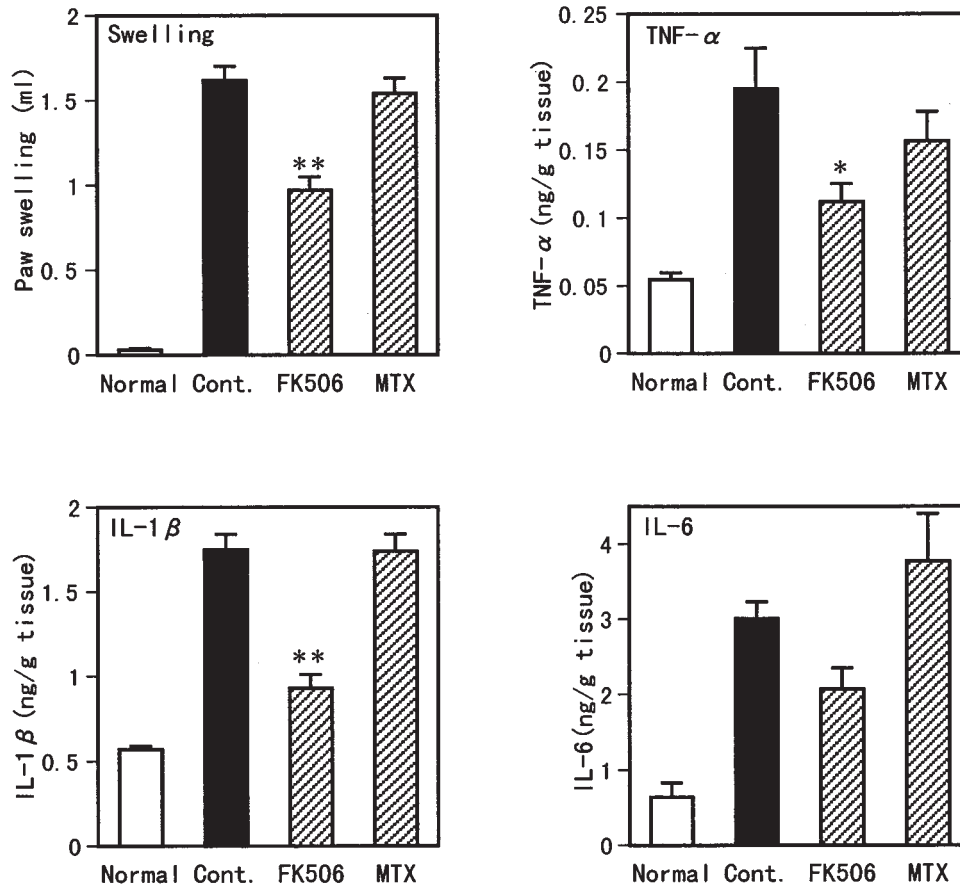 Swelling
Paw swelling (ml)
2
1.5
1
0.5
0
**
Normal Cont. FK506 MTX
TNF-α
TNF-α (ng/g tissue)
0.25
0.2
0.15
0.1
0.05
0
*
Normal Cont. FK506 MTX
IL-1β
IL-1β (ng/g tissue)
2
1.5
1
0.5
0
**
Normal Cont. FK506 MTX
IL-6
IL-6 (ng/g tissue)
4
3
2
1
0
Normal Cont. FK506 MTX